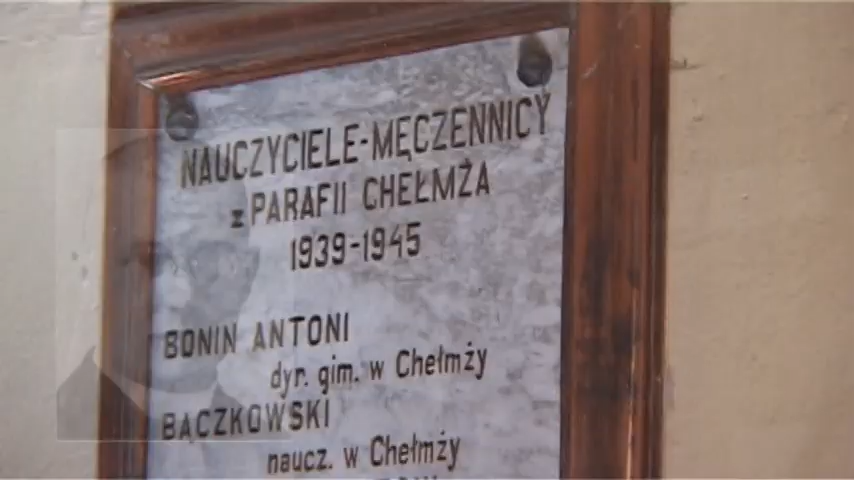 NAUCZYCIELE-MĘCZENNICY
z PARAFII CHEŁMŻA
1939-1945
BONIN ANTONI
dyr. gim. w Chełmży
BĄCZKOWSKI
naucz. w Chełmży